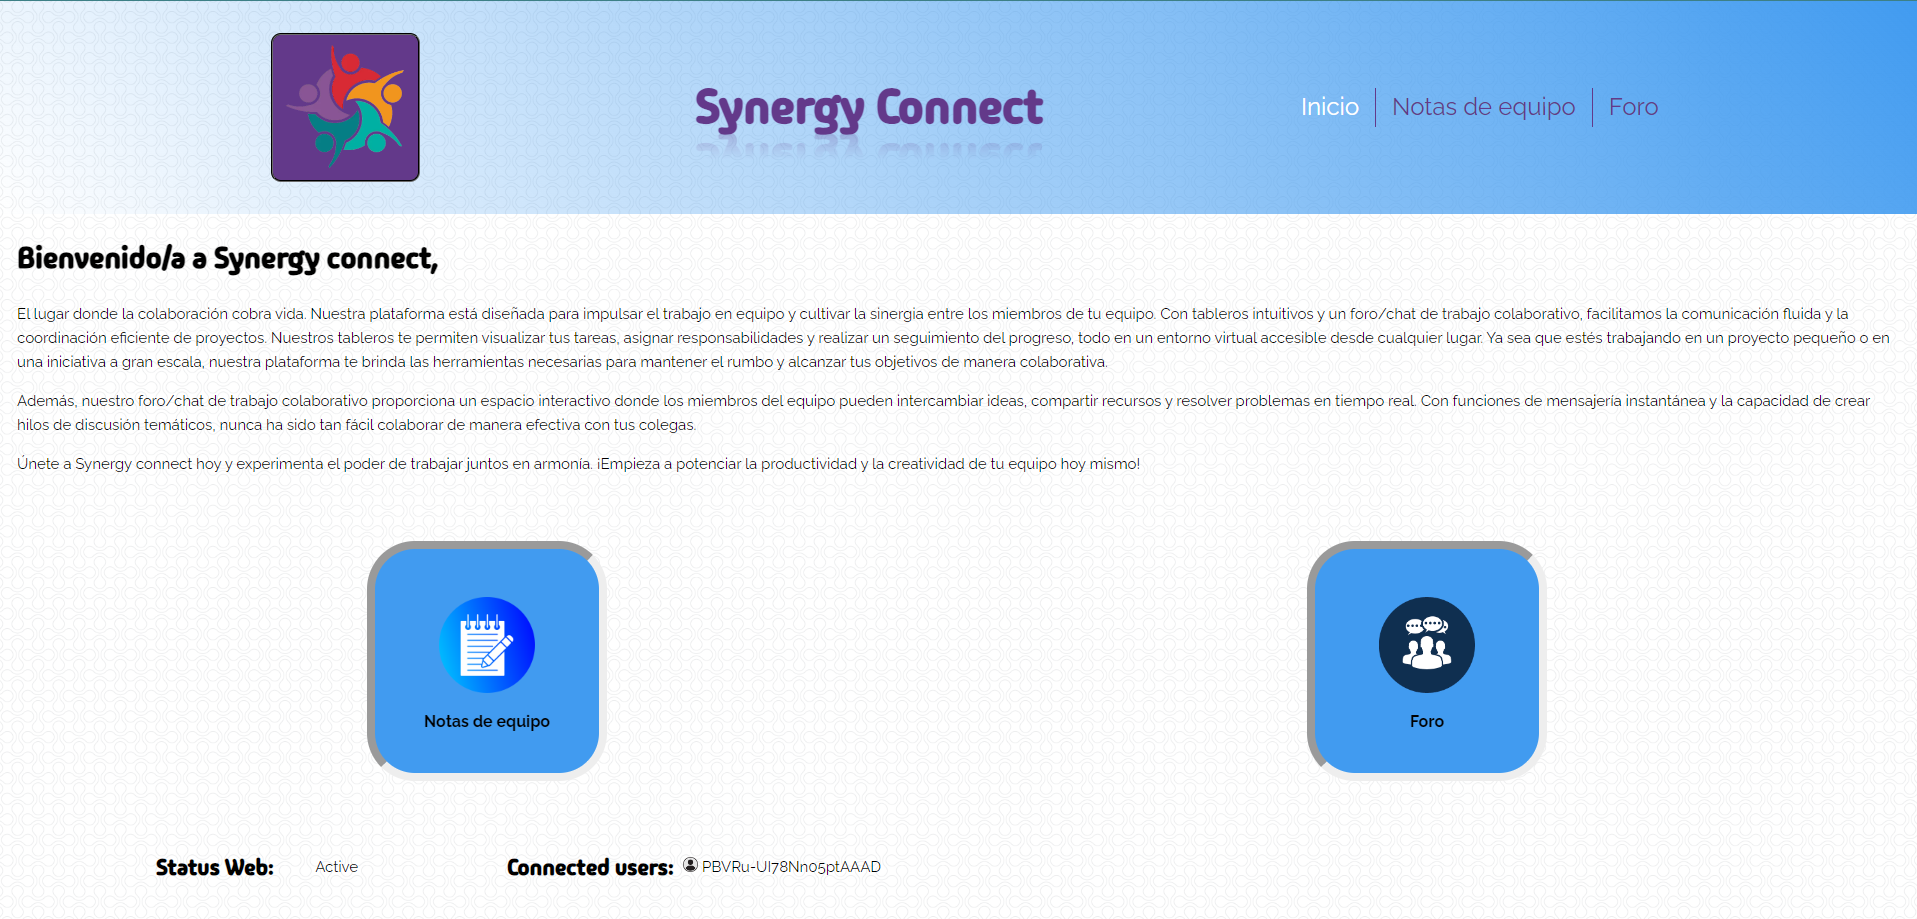 Synergy Connect
Inicio
Notas de equipo
Foro
Bienvenido/a a Synergy connect,
El lugar donde la colaboración cobra vida. Nuestra plataforma está diseñada para impulsar el trabajo en equipo y cultivar la sinergia entre los miembros de tu equipo. Con tableros intuitivos y un foro/chat de trabajo colaborativo, facilitamos la comunicación fluida y la
coordinación eficiente de proyectos. Nuestros tableros te permiten visualizar tus tareas, asignar responsabilidades y realizar un seguimiento del progreso, todo en un entorno virtual accesible desde cualquier lugar. Ya sea que estés trabajando en un proyecto pequeño o en
una iniciativa a gran escala, nuestra plataforma te brinda las herramientas necesarias para mantener el rumbo y alcanzar tus objetivos de manera colaborativa.
Además, nuestro foro/chat de trabajo colaborativo proporciona un espacio interactivo donde los miembros del equipo pueden intercambiar ideas, compartir recursos y resolver problemas en tiempo real. Con funciones de mensajería instantánea y la capacidad de crear
hilos de discusión temáticos, nunca ha sido tan fácil colaborar de manera efectiva con tus colegas.
Únete a Synergy connect hoy y experimenta el poder de trabajar juntos en armonía. ¡Empieza a potenciar la productividad y la creatividad de tu equipo hoy mismo!
Notas de equipo
Foro
Status Web: Active
Connected users: PBVRu-UI78Nn05ptAAAD